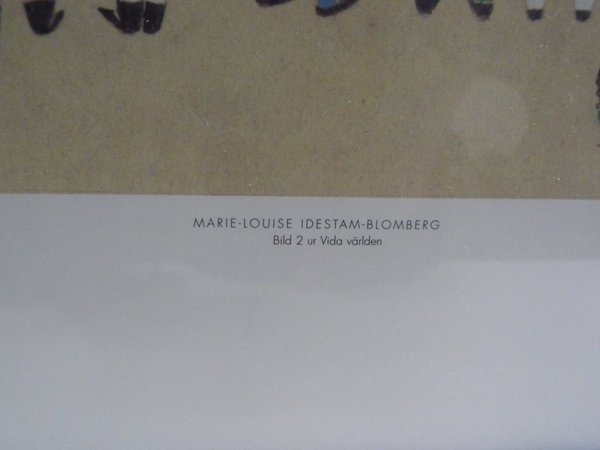 MARIE-LOUISE IDESTAM-BLOMBERG
Bild 2 ur Vida världen